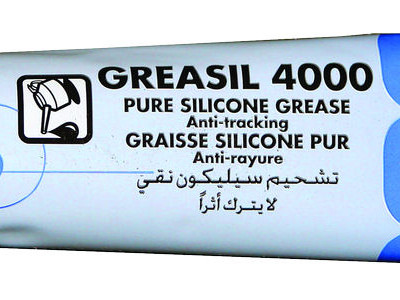 GREASIL 4000
PURE SILICONE GREASE
Anti-tracking
GRAISSE SILICONE PUR
Anti-rayure
تشحيم سيليكون نقي
لا يترك أثراً